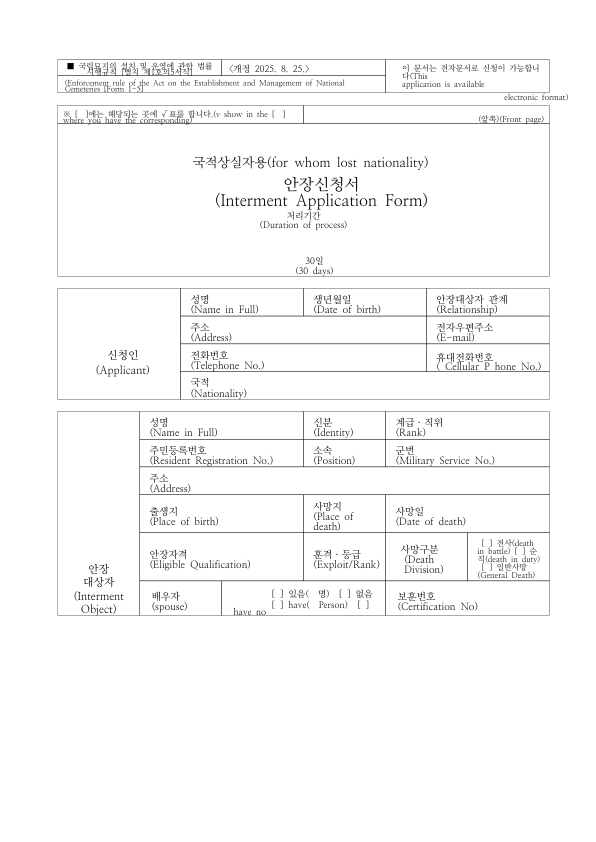 ■ 국립묘지의 설치 및 운영에 관한 법률
시행규칙 [별지 제1호의5서식]
〈개정 2025. 8. 25.〉
이 문서는 전자문서로 신청이 가능합니
다(This
application is available
electronic format)
(Enforcement rule of the Act on the Establishment and Management of National
Cemeteries [Form 1-5]
※ [ ]에는 해당되는 곳에 √표를 합니다.(v show in the [ ]
where you have the corresponding)
(앞쪽)(Front page)
국적상실자용(for whom lost nationality)
안장신청서
(Interment Application Form)
처리기간
(Duration of process)
30일
(30 days)
신청인
(Applicant)
성명
(Name in Full)
생년월일
(Date of birth)
안장대상자 관계
(Relationship)
주소
(Address)
전자우편주소
(E-mail)
전화번호
(Telephone No.)
휴대전화번호
( Cellular P hone No.)
국적
(Nationality)
안장
대상자
(Interment
Object)
성명
(Name in Full)
신분
(Identity)
계급ㆍ직위
(Rank)
주민등록번호
(Resident Registration No.)
소속
(Position)
군번
(Military Service No.)
주소
(Address)
출생지
(Place of birth)
사망지
(Place of
death)
사망일
(Date of death)
안장자격
(Eligible Qualification)
훈격ㆍ등급
(Exploit/Rank)
사망구분
(Death
Division)
[ ] 전사(death
in battle) [ ] 순
직(death in duty)
[ ] 일반사망
(General Death)
배우자
(spouse)
[ ] 있음( 명) [ ] 없음
[ ] have( Person) [ ]
have no
보훈번호
(Certification No)